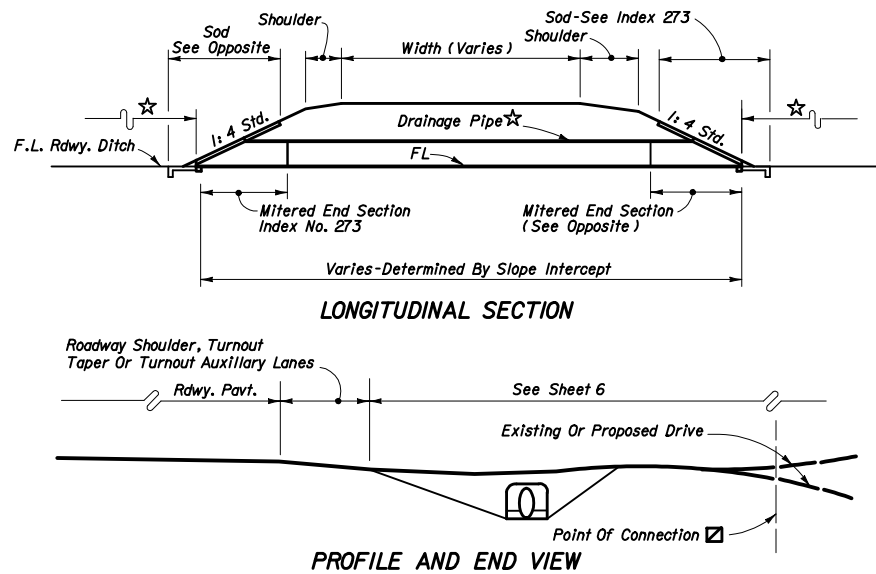 Shoulder
Sod-See Index 273
Sod
See Opposite
Width (Varies)
Shoulder
1: 4 Std.
1: 4 Std.
Drainage Pipe☆
F.L. Rdwy. Ditch
FL
Mitered End Section
Index No. 273
Mitered End Section
(See Opposite)
Varies-Determined By Slope Intercept
LONGITUDINAL SECTION
Roadway Shoulder, Turnout
Taper Or Turnout Auxillary Lanes
Rdwy. Pavt.
See Sheet 6
Existing Or Proposed Drive
Point Of Connection
PROFILE AND END VIEW